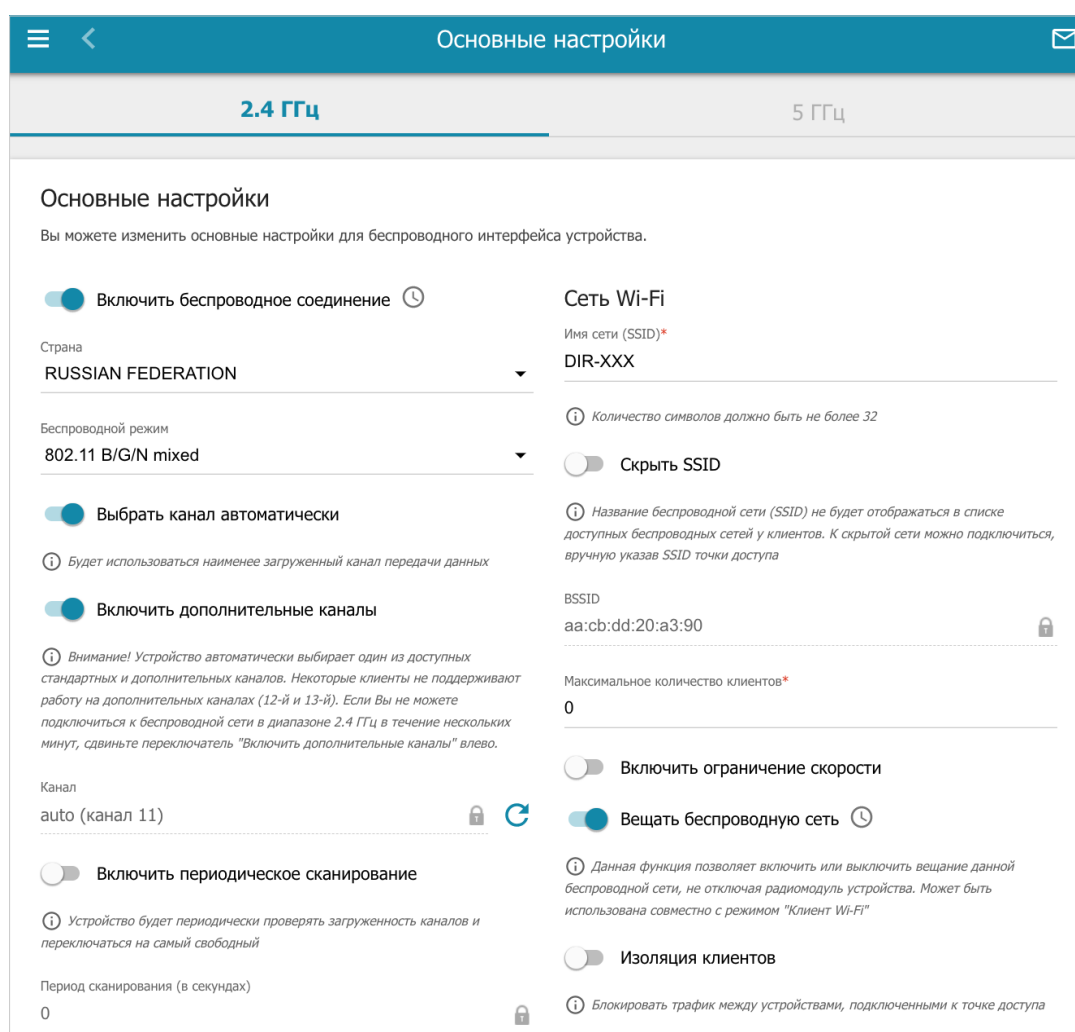 Основные настройки
2.4 ГГц
5 ГГц
Основные настройки
Вы можете изменить основные настройки для беспроводного интерфейса устройства.
Включить беспроводное соединение
Страна
RUSSIAN FEDERATION
Беспроводной режим
802.11 B/G/N mixed
Выбрать канал автоматически
Будет использоваться наименее загруженный канал передачи данных
Включить дополнительные каналы
Внимание! Устройство автоматически выбирает один из доступных
стандартных и дополнительных каналов. Некоторые клиенты не поддерживают
работу на дополнительных каналах (12-й и 13-й). Если Вы не можете
подключиться к беспроводной сети в диапазоне 2.4 ГГц в течение нескольких
минут, сдвиньте переключатель "Включить дополнительные каналы" влево.
Канал
auto (канал 11)
Включить периодическое сканирование
Устройство будет периодически проверять загруженность каналов и
переключаться на самый свободный
Период сканирования (в секундах)
0
Сеть Wi-Fi
Имя сети (SSID)*
DIR-XXX
Количество символов должно быть не более 32
Скрыть SSID
Название беспроводной сети (SSID) не будет отображаться в списке
доступных беспроводных сетей у клиентов. К скрытой сети можно подключиться,
вручную указав SSID точки доступа
BSSID
aa:cb:dd:20:a3:90
Максимальное количество клиентов*
0
Включить ограничение скорости
Вещать беспроводную сеть
Данная функция позволяет включить или выключить вещание данной
беспроводной сети, не отключая радиомодуль устройства. Может быть
использована совместно с режимом "Клиент Wi-Fi"
Изоляция клиентов
Блокировать трафик между устройствами, подключенными к точке доступа